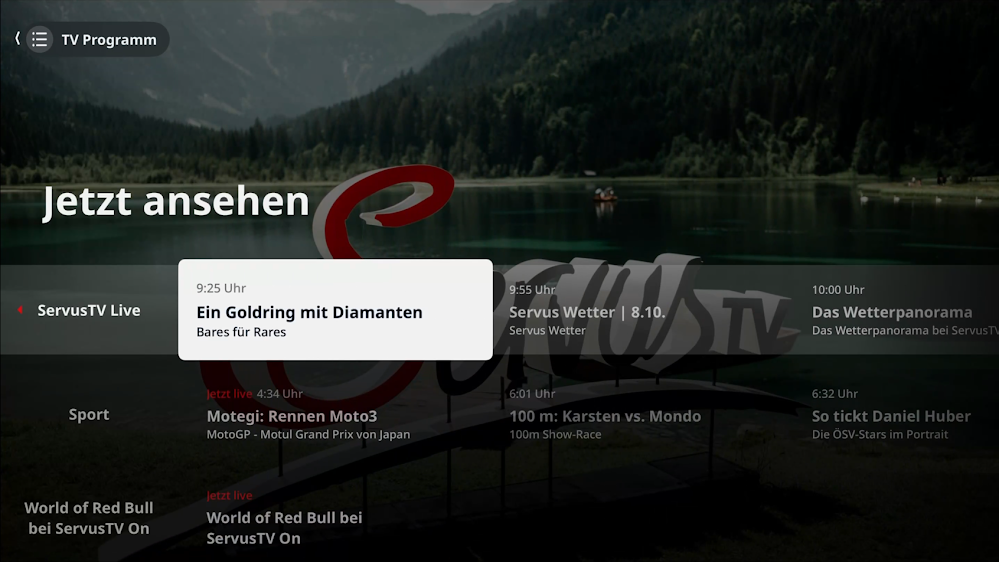 TV Programm
Jetzt ansehen
ServusTV Live
9:25 Uhr
Ein Goldring mit Diamanten
Bares für Rares
9:55 Uhr
Servus Wetter | 8.10.
Servus Wetter
10:00 Uhr
Das Wetterpanorama
Das Wetterpanorama bei ServusTV
Servus TV
Sport
Jetzt live 4:34 Uhr
Motegi: Rennen Moto3
MotoGP - Motul Grand Prix von Japan
6:01 Uhr
100 m: Karsten vs. Mondo
100m Show-Race
6:32 Uhr
So tickt Daniel Huber
Die ÖSV-Stars im Portrait
World of Red Bull
bei ServusTV On
Jetzt live
World of Red Bull bei
ServusTV On